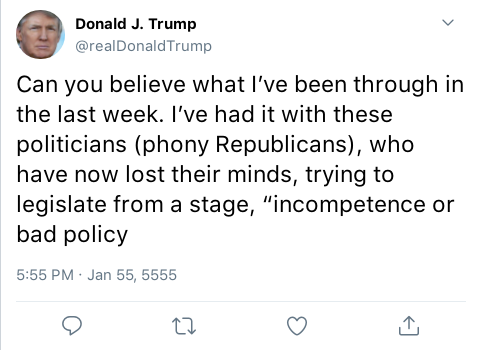 Donald J. Trump
@realDonaldTrump
Can you believe what I’ve been through in
the last week. I’ve had it with these
politicians (phony Republicans), who
have now lost their minds, trying to
legislate from a stage, “incompetence or
bad policy
5:55 PM · Jan 55, 5555